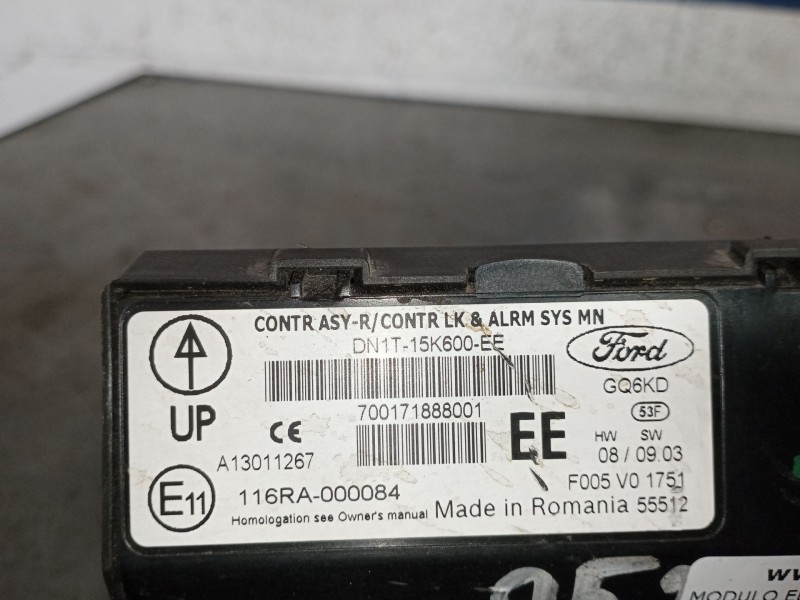 CONTR ASY-R/CONTR LK & ALRM SYS MN
DN1T-15K600-EE
Ford
GQ6KD
53F
700171888001
UP
CE
EE
HW SW
08 / 09.03
A13011267
F005 V0 1751
E11
116RA-000084
Homologation see Owner's manual
Made in Romania 55512
MODULO